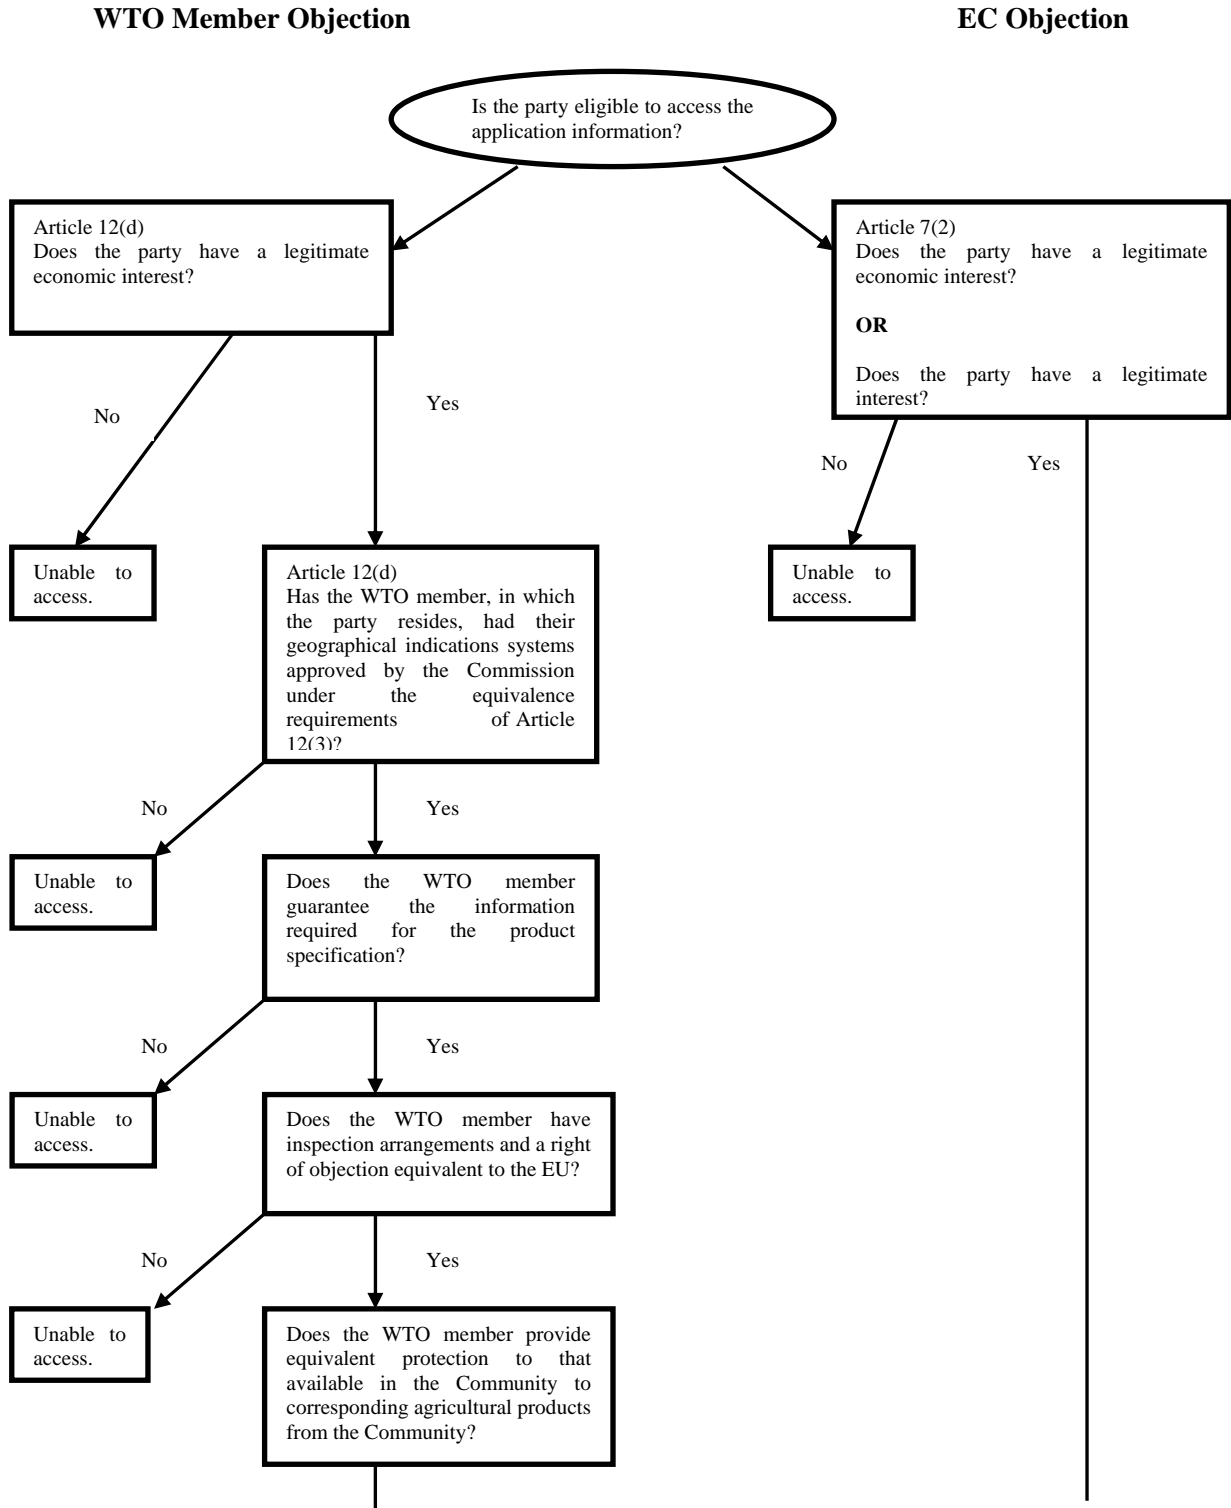 WTO Member Objection
EC Objection
Is the party eligible to access the
application information?
Article 12(d)
Does the party have a legitimate
economic interest?
Article 7(2)
Does the party have a legitimate
economic interest?
OR
Does the party have a legitimate
interest?
No
Yes
No
Yes
Unable to
access.
Article 12(d)
Has the WTO member, in which
the party resides, had their
geographical indications systems
approved by the Commission
under the equivalence
requirements of Article
12(3)?
Unable to
access.
No
Yes
Unable to
access.
Does the WTO member
guarantee the information
required for the product
specification?
No
Yes
Unable to
access.
Does the WTO member have
inspection arrangements and a right
of objection equivalent to the EU?
No
Yes
Unable to
access.
Does the WTO member provide
equivalent protection to that
available in the Community to
corresponding agricultural products
from the Community?